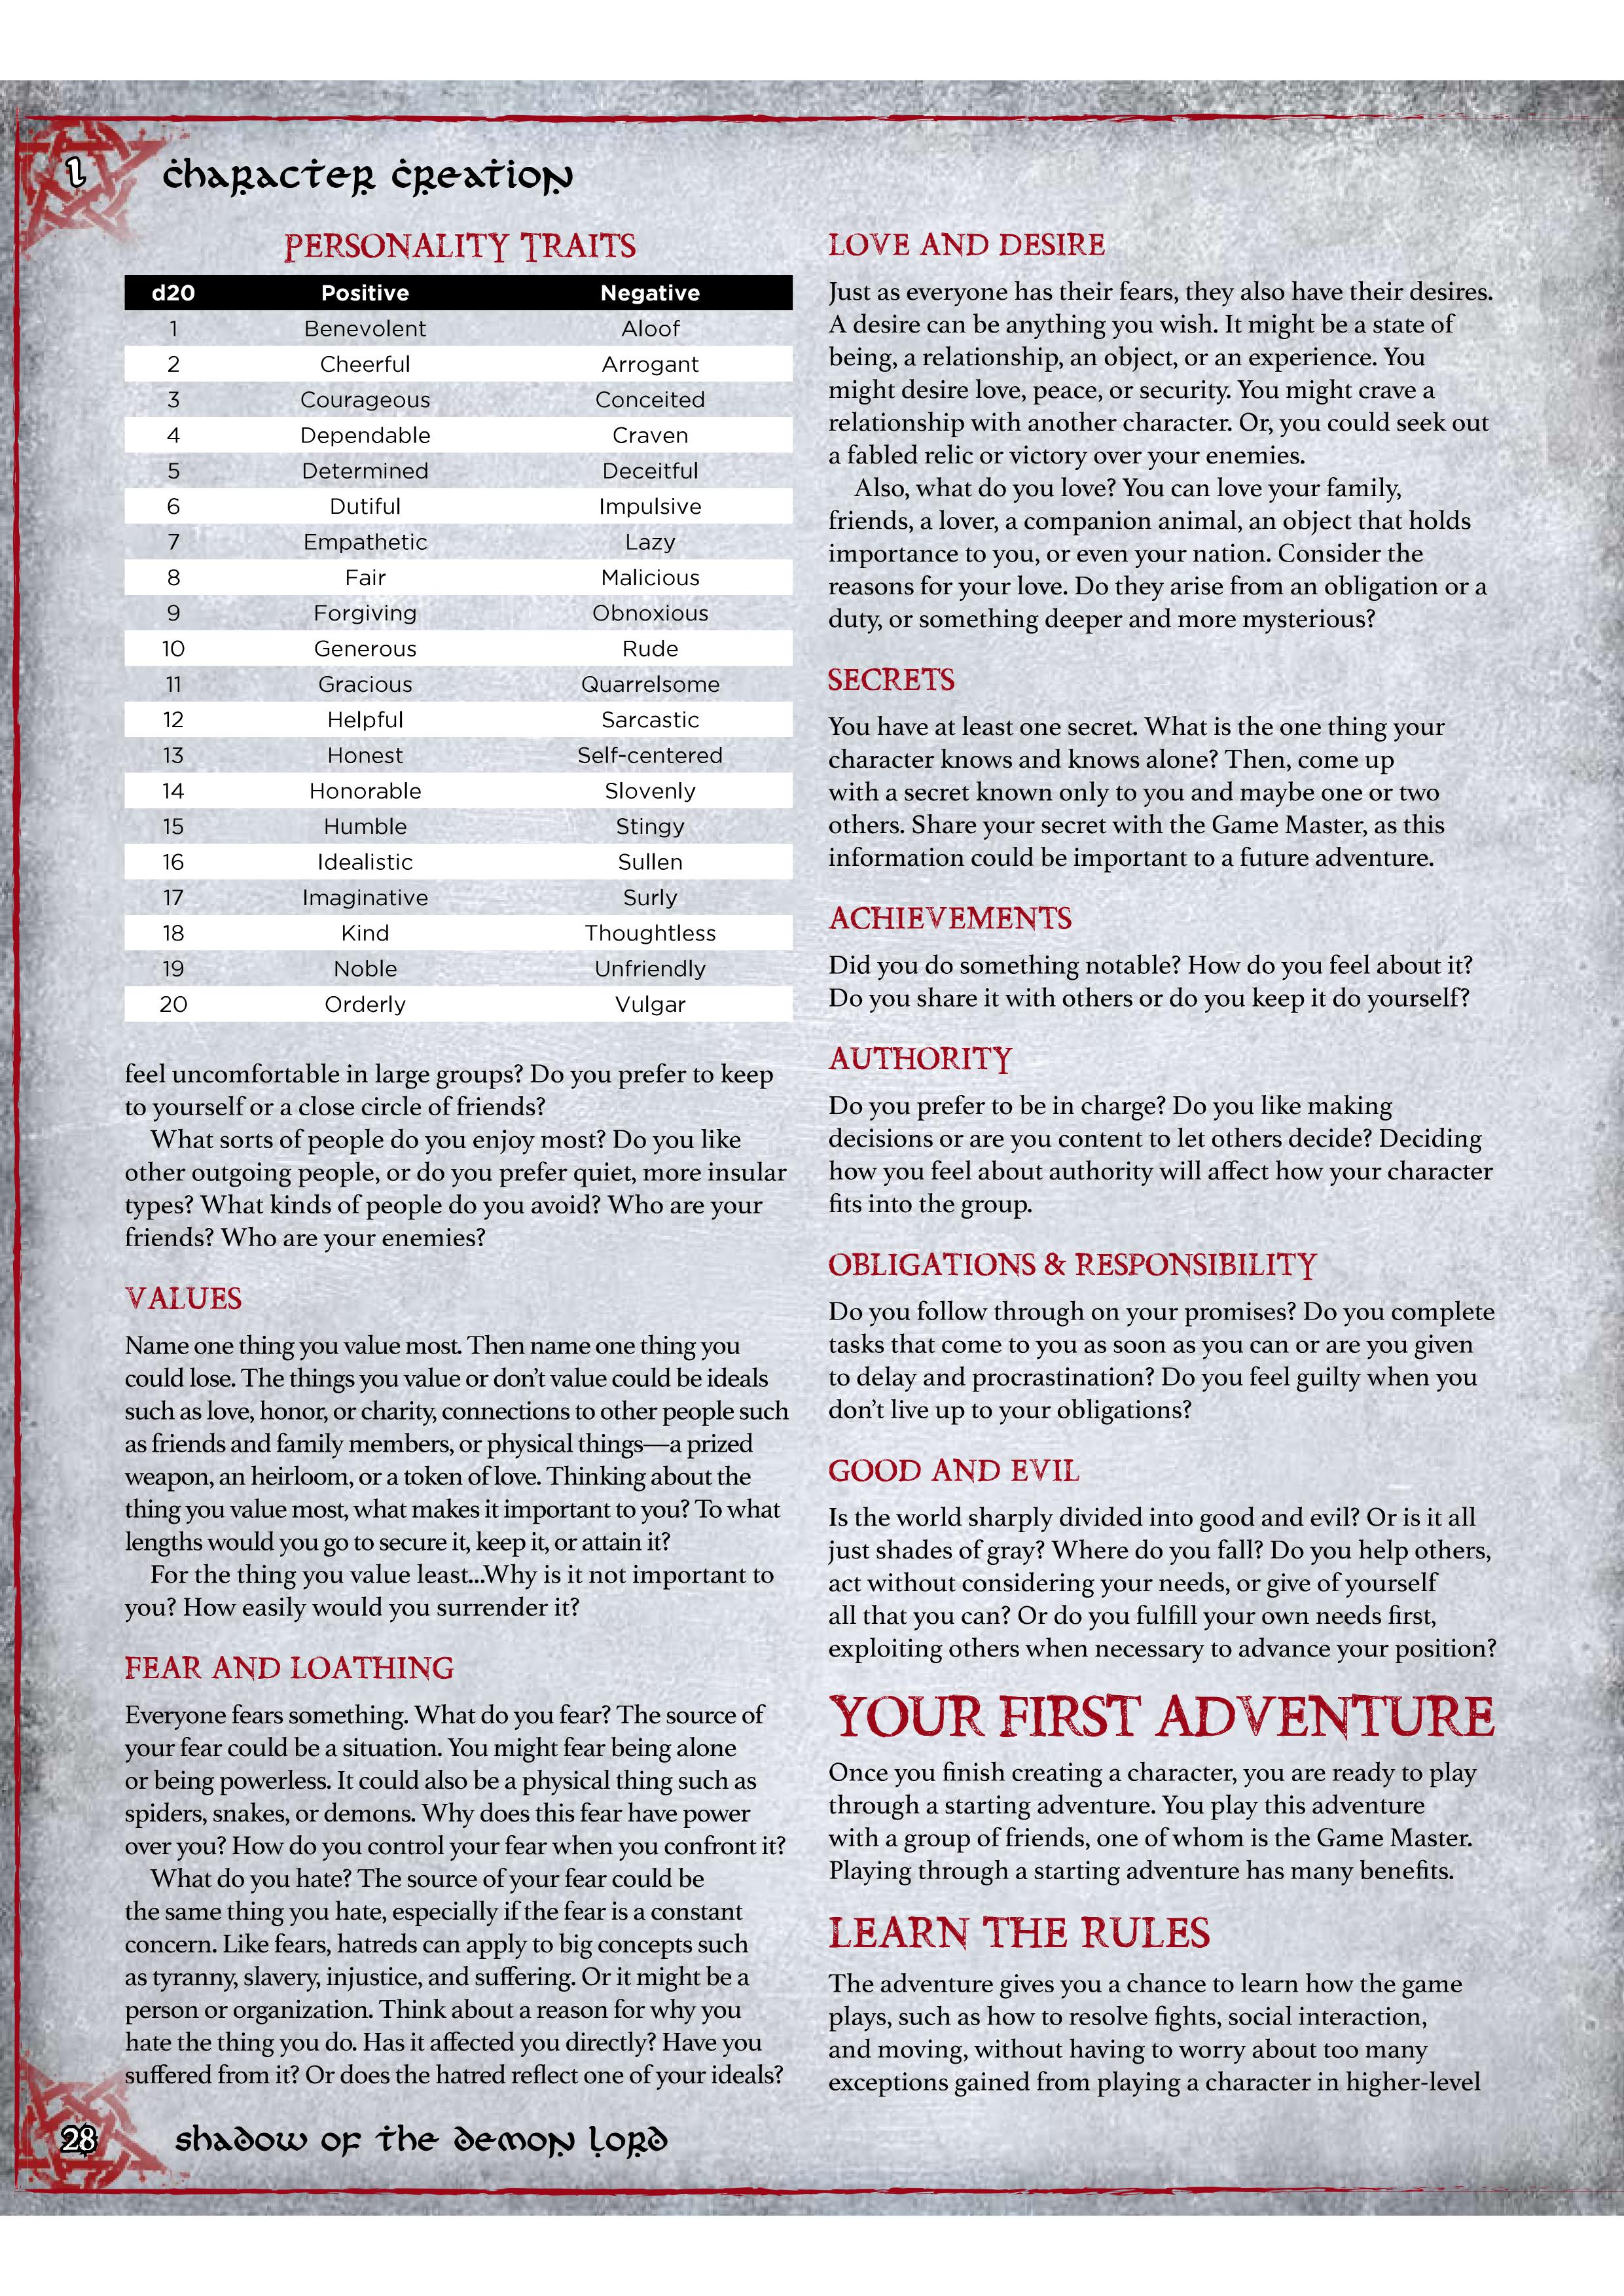 1
Character Creation
PERSONALITY TRAITS
d20 Positive Negative
1 Benevolent Aloof
2 Cheerful Arrogant
3 Courageous Conceited
4 Dependable Craven
5 Determined Deceitful
6 Dutiful Impulsive
7 Empathetic Lazy
8 Fair Malicious
9 Forgiving Obnoxious
10 Generous Rude
11 Gracious Quarrelsome
12 Helpful Sarcastic
13 Honest Self-centered
14 Honorable Slovenly
15 Humble Stingy
16 Idealistic Sullen
17 Imaginative Surly
18 Kind Thoughtless
19 Noble Unfriendly
20 Orderly Vulgar
feel uncomfortable in large groups? Do you prefer to keep
to yourself or a close circle of friends?
What sorts of people do you enjoy most? Do you like
other outgoing people, or do you prefer quiet, more insular
types? What kinds of people do you avoid? Who are your
friends? Who are your enemies?
VALUES
Name one thing you value most. Then name one thing you
could lose. The things you value or don’t value could be ideals
such as love, honor, or charity, connections to other people such
as friends and family members, or physical things—a prized
weapon, an heirloom, or a token of love. Thinking about the
thing you value most, what makes it important to you? To what
lengths would you go to secure it, keep it, or attain it?
For the thing you value least...Why is it not important to
you? How easily would you surrender it?
FEAR AND LOATHING
Everyone fears something. What do you fear? The source of
your fear could be a situation. You might fear being alone
or being powerless. It could also be a physical thing such as
spiders, snakes, or demons. Why does this fear have power
over you? How do you control your fear when you confront it?
What do you hate? The source of your fear could be
the same thing you hate, especially if the fear is a constant
concern. Like fears, hatreds can apply to big concepts such
as tyranny, slavery, injustice, and suffering. Or it might be a
person or organization. Think about a reason for why you
hate the thing you do. Has it affected you directly? Have you
suffered from it? Or does the hatred reflect one of your ideals?
LOVE AND DESIRE
Just as everyone has their fears, they also have their desires.
A desire can be anything you wish. It might be a state of
being, a relationship, an object, or an experience. You
might desire love, peace, or security. You might crave a
relationship with another character. Or, you could seek out
a fabled relic or victory over your enemies.
Also, what do you love? You can love your family,
friends, a lover, a companion animal, an object that holds
importance to you, or even your nation. Consider the
reasons for your love. Do they arise from an obligation or a
duty, or something deeper and more mysterious?
SECRETS
You have at least one secret. What is the one thing your
character knows and knows alone? Then, come up
with a secret known only to you and maybe one or two
others. Share your secret with the Game Master, as this
information could be important to a future adventure.
ACHIEVEMENTS
Did you do something notable? How do you feel about it?
Do you share it with others or do you keep it do yourself?
AUTHORITY
Do you prefer to be in charge? Do you like making
decisions or are you content to let others decide? Deciding
how you feel about authority will affect how your character
fits into the group.
OBLIGATIONS & RESPONSIBILITY
Do you follow through on your promises? Do you complete
tasks that come to you as soon as you can or are you given
to delay and procrastination? Do you feel guilty when you
don’t live up to your obligations?
GOOD AND EVIL
Is the world sharply divided into good and evil? Or is it all
just shades of gray? Where do you fall? Do you help others,
act without considering your needs, or give of yourself
all that you can? Or do you fulfill your own needs first,
exploiting others when necessary to advance your position?
YOUR FIRST ADVENTURE
Once you finish creating a character, you are ready to play
through a starting adventure. You play this adventure
with a group of friends, one of whom is the Game Master.
Playing through a starting adventure has many benefits.
LEARN THE RULES
The adventure gives you a chance to learn how the game
plays, such as how to resolve fights, social interaction,
and moving, without having to worry about too many
exceptions gained from playing a character in higher-level
28
Shadow of the Demon Lord